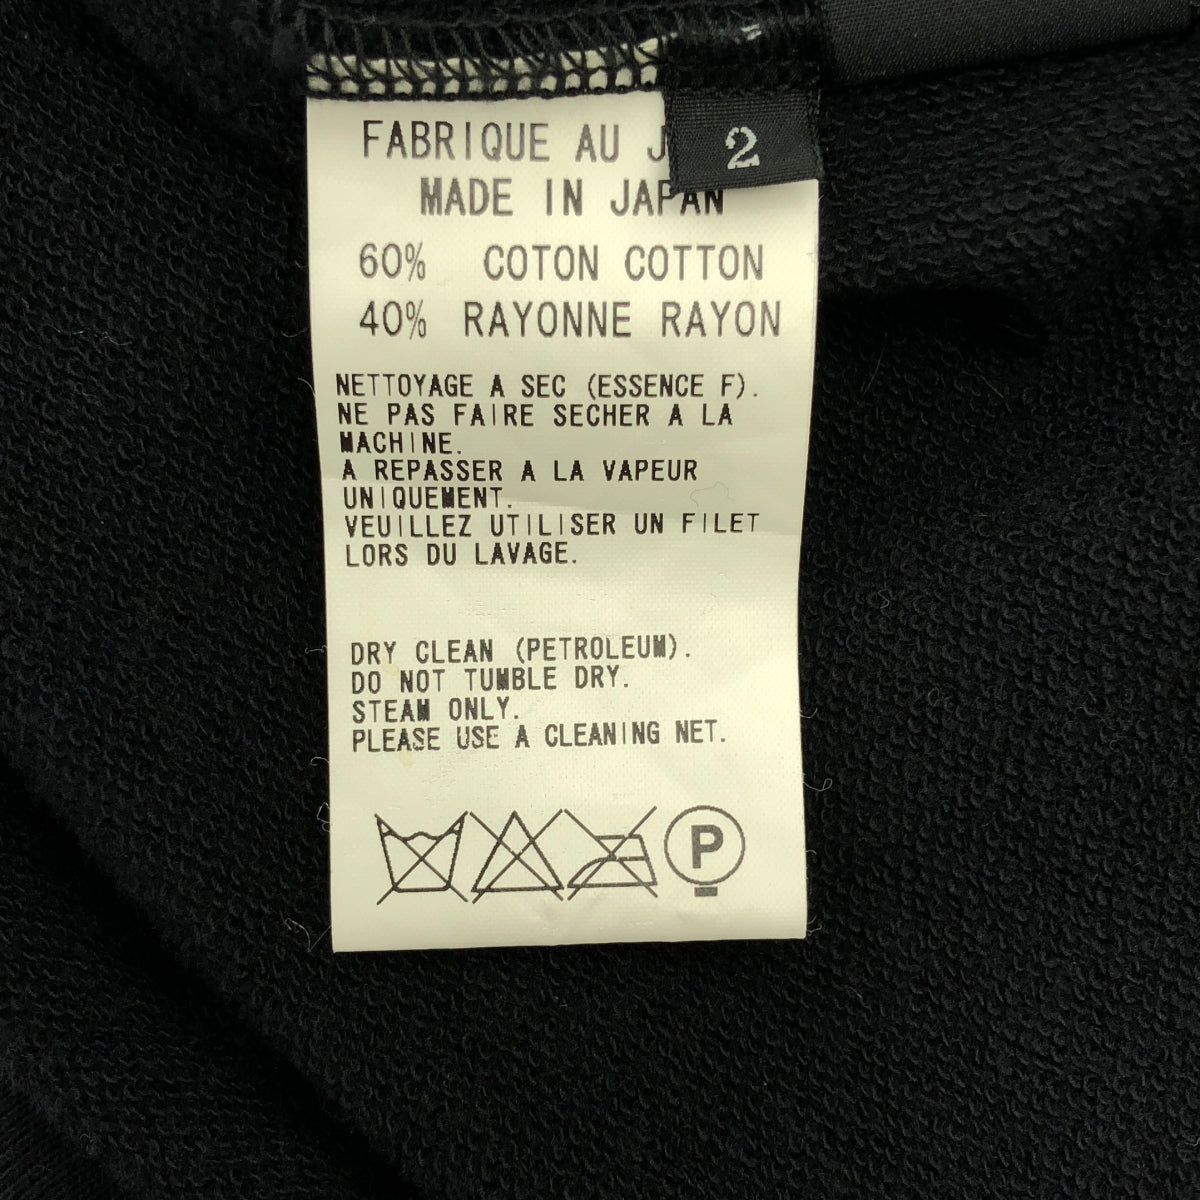 FABRIQUE AU
2
MADE IN JAPAN
60% COTON COTTON
40% RAYONNE RAYON
NETTOYAGE A SEC (ESSENCE F).
NE PAS FAIRE SECHER A LA
MACHINE.
A REPASSER A LA VAPEUR
UNIQUEMENT.
VEUILLEZ UTILISER UN FILET
LORS DU LAVAGE.
DRY CLEAN (PETROLEUM).
DO NOT TUMBLE DRY.
STEAM ONLY.
PLEASE USE A CLEANING NET.
P